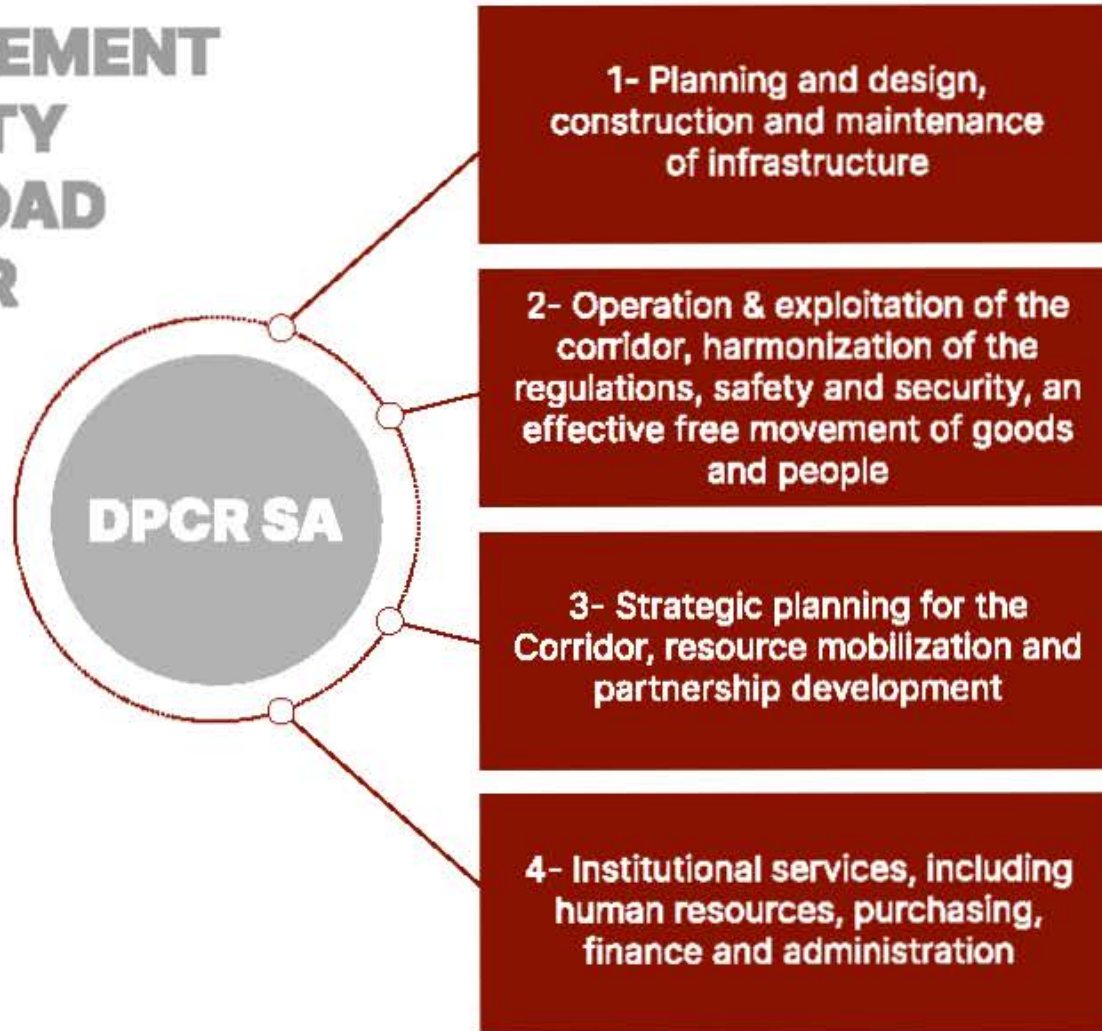 EMENT
TY
OAD
R
DPCR SA
1- Planning and design,
construction and maintenance
of infrastructure
2- Operation & exploitation of the
corridor, harmonization of the
regulations, safety and security, an
effective free movement of goods
and people
3- Strategic planning for the
Corridor, resource mobilization and
partnership development
4- Institutional services, including
human resources, purchasing,
finance and administration